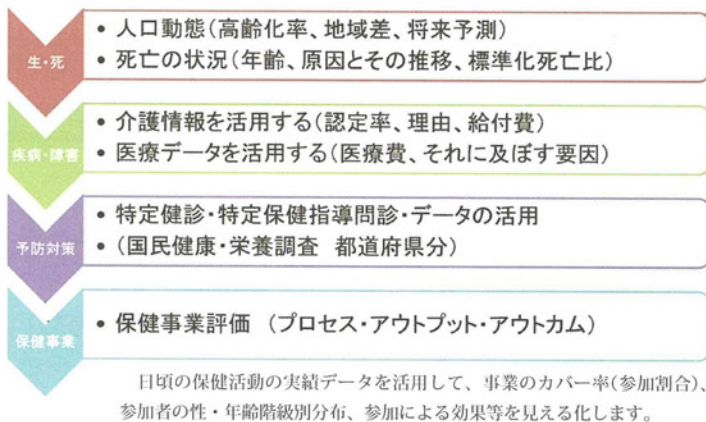 生・死
• 人口動態(高齢化率、地域差、将来予測)
• 死亡の状況(年齢、原因とその推移、標準化死亡比)
疾病・障害
• 介護情報を活用する(認定率、理由、給付費)
• 医療データを活用する(医療費、それに及ぼす要因)
予防対策
• 特定健診・特定保健指導問診・データの活用
• (国民健康・栄養調査 都道府県分)
保健事業
• 保健事業評価 (プロセス・アウトプット・アウトカム)
日頃の保健活動の実績データを活用して、事業のカバー率(参加割合)、
参加者の性・年齢階級別分布、参加による効果等を見える化します。